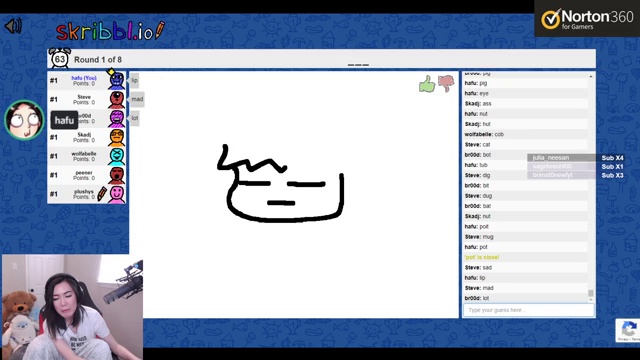 skribbl.io
Norton360
for Gamers
63
Round 1 of 8
___
#1
hafu (You)
Points: 0
lip
#1
Steve
Points: 0
mad
hafu
br00d
Points: 0
lot
#1
Skadj
Points: 0
#1
wolfabelle
Points: 0
#1
peener
Points: 0
#1
plushys
Points: 0
br00d: pig
hafu: pig
hafu: eye
Skadj: ass
hafu: nut
Skadj: hut
wolfabelle: cob
Steve: cat
br00d: bot
hafu: tub
Steve: dig
br00d: bit
Steve: dug
br00d: bat
Skadj: nut
hafu: poit
Steve: mug
hafu: pot
'pot' is close!
Steve: sad
hafu: lip
Steve: mad
br00d: lot
Type your guess here...
julia_neesan Sub X4
Sub X1
Sub X3